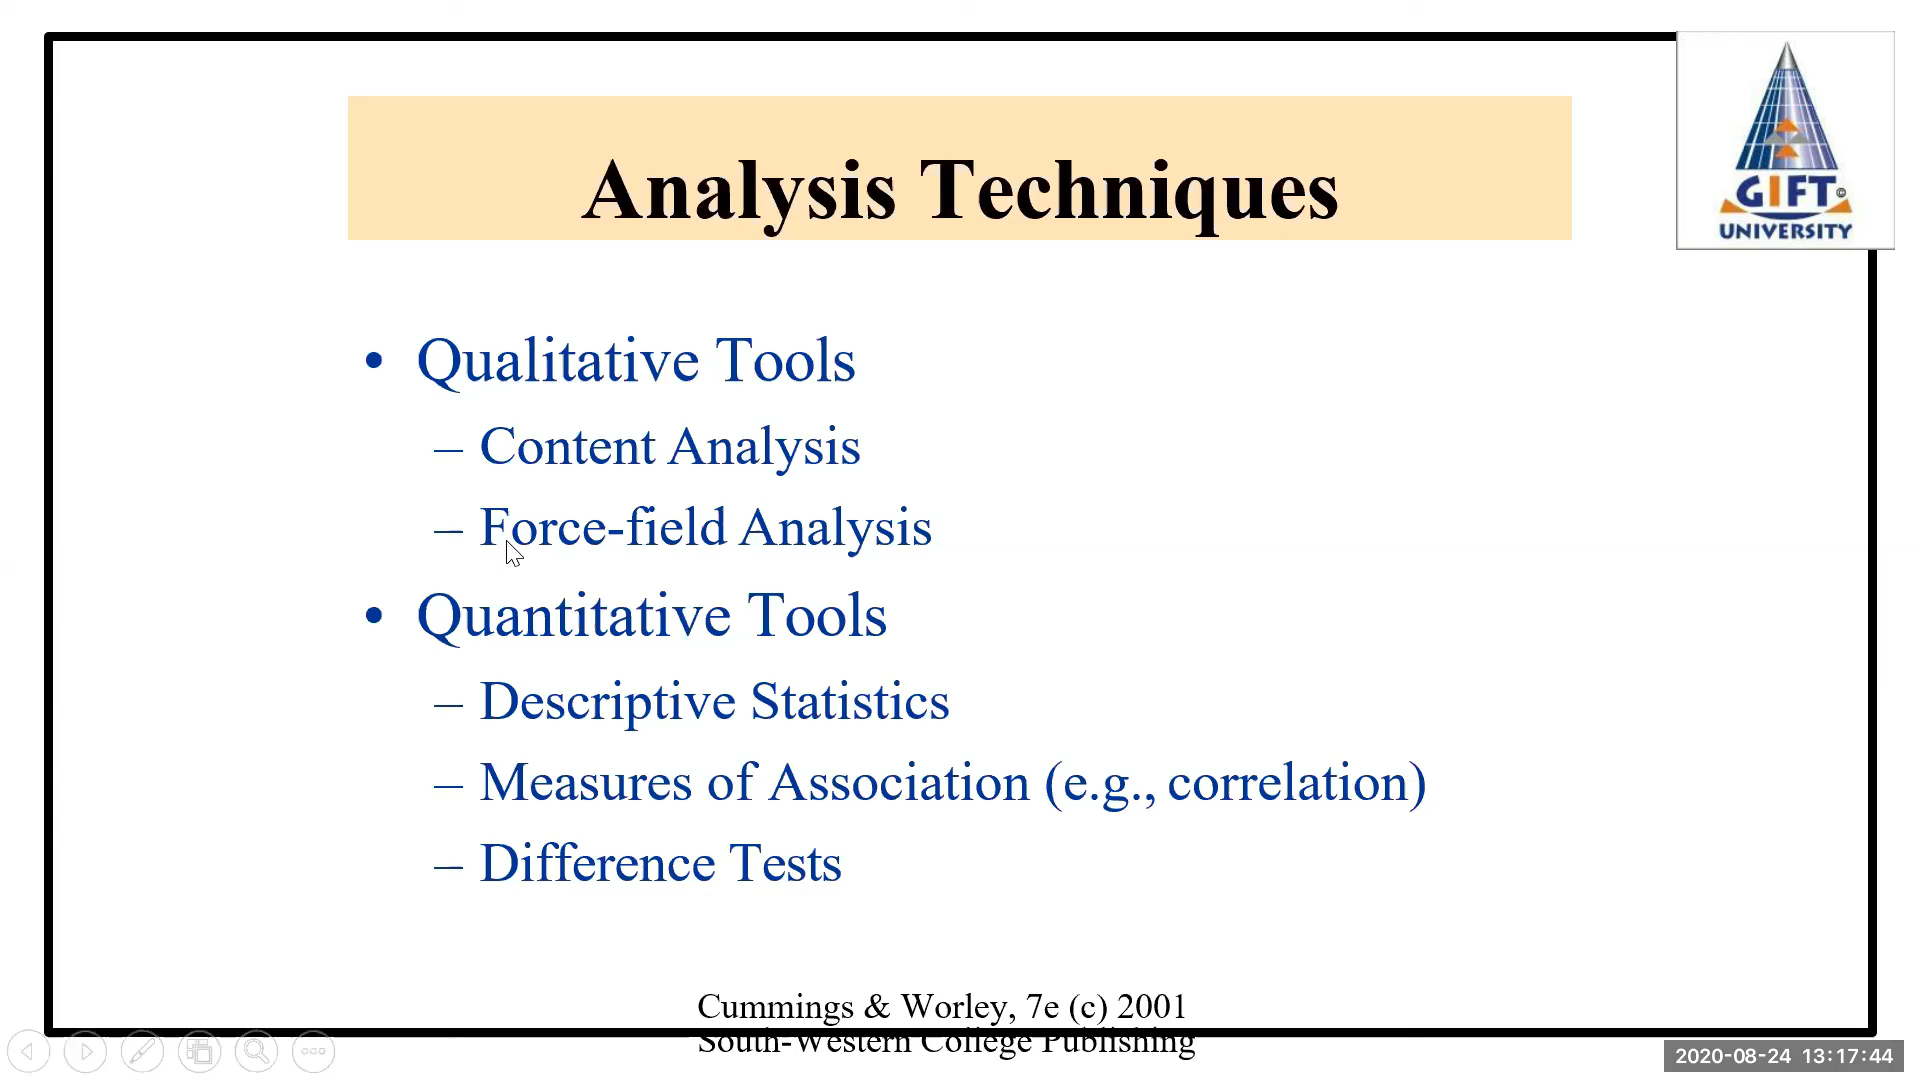 Analysis Techniques
GIFT©
UNIVERSITY
• Qualitative Tools
– Content Analysis
– Force-field Analysis
• Quantitative Tools
– Descriptive Statistics
– Measures of Association (e.g., correlation)
– Difference Tests
Cummings & Worley, 7e (c) 2001
South-Western College Publishing
2020-08-24 13:17:44